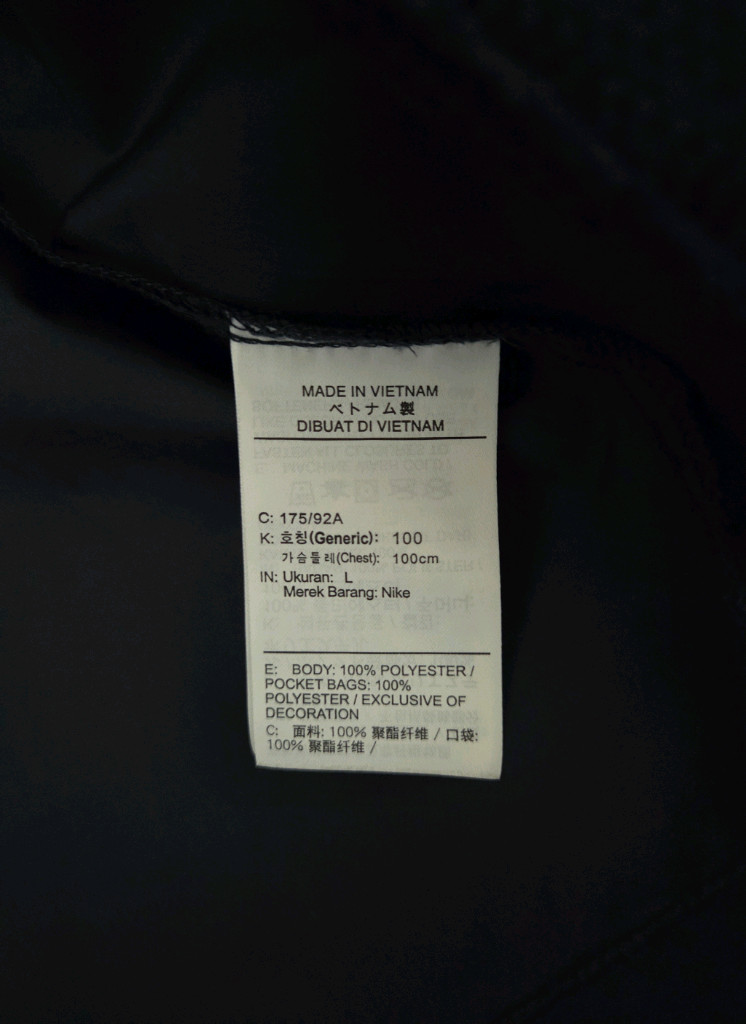 MADE IN VIETNAM
ベトナム製
DIBUAT DI VIETNAM
C: 175/92A
K: 호칭(Generic): 100
가슴둘레(Chest): 100cm
IN: Ukuran: L
Merek Barang: Nike
E: BODY: 100% POLYESTER /
POCKET BAGS: 100%
POLYESTER / EXCLUSIVE OF
DECORATION
C: 面料: 100% 聚酯纤维 / 口袋:
100% 聚酯纤维 /